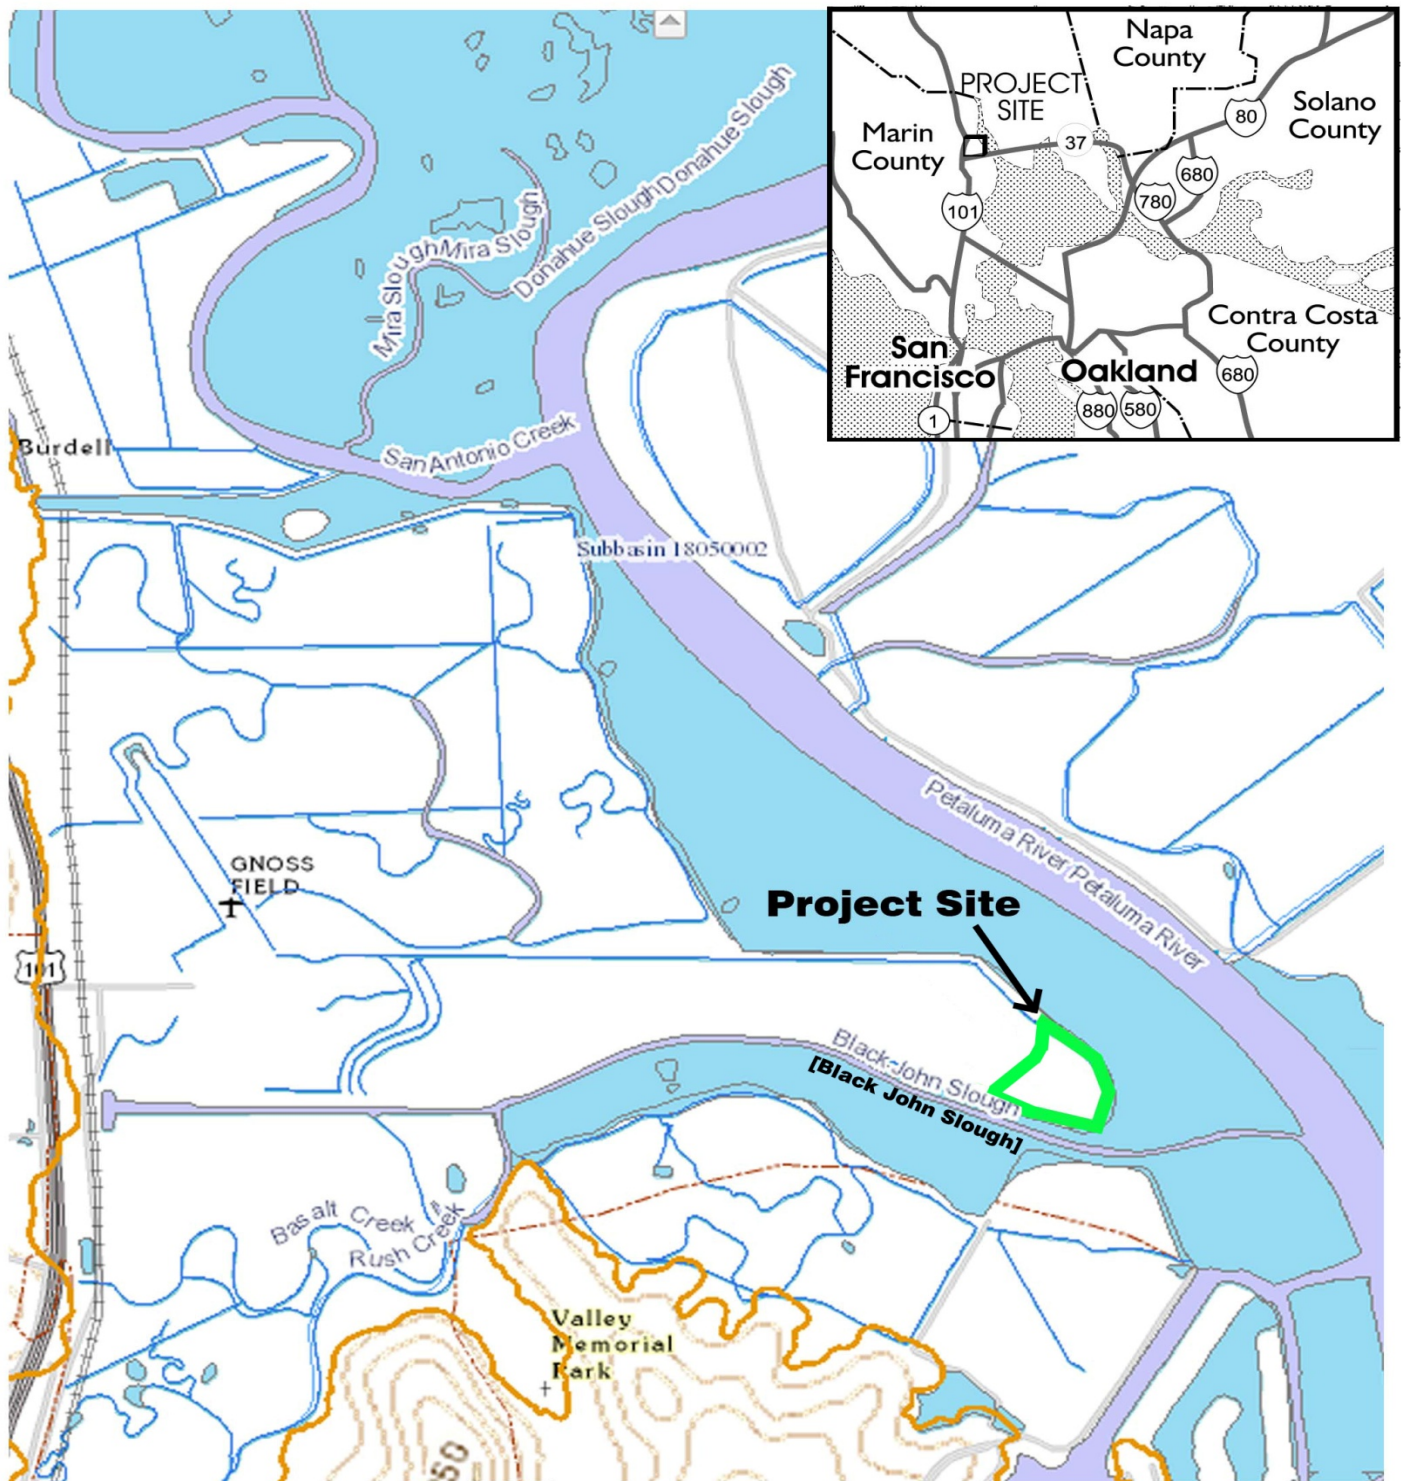 Napa
County
PROJECT
SITE
Solano
County
Marin
County
80
37
680
780
101
Contra Costa
County
San
Francisco
Oakland
680
880
580
1
Donahue Slough Donahue Slough
Mira Slough Mira Slough
San Antonio Creek
Burdell
Subbasin 18050002
Petaluma River Petaluma River
GNOSS
FIELD
Project Site
101
Black John Slough
[Black John Slough]
Basalt Creek
Rush Creek
Valley
Memorial
Park